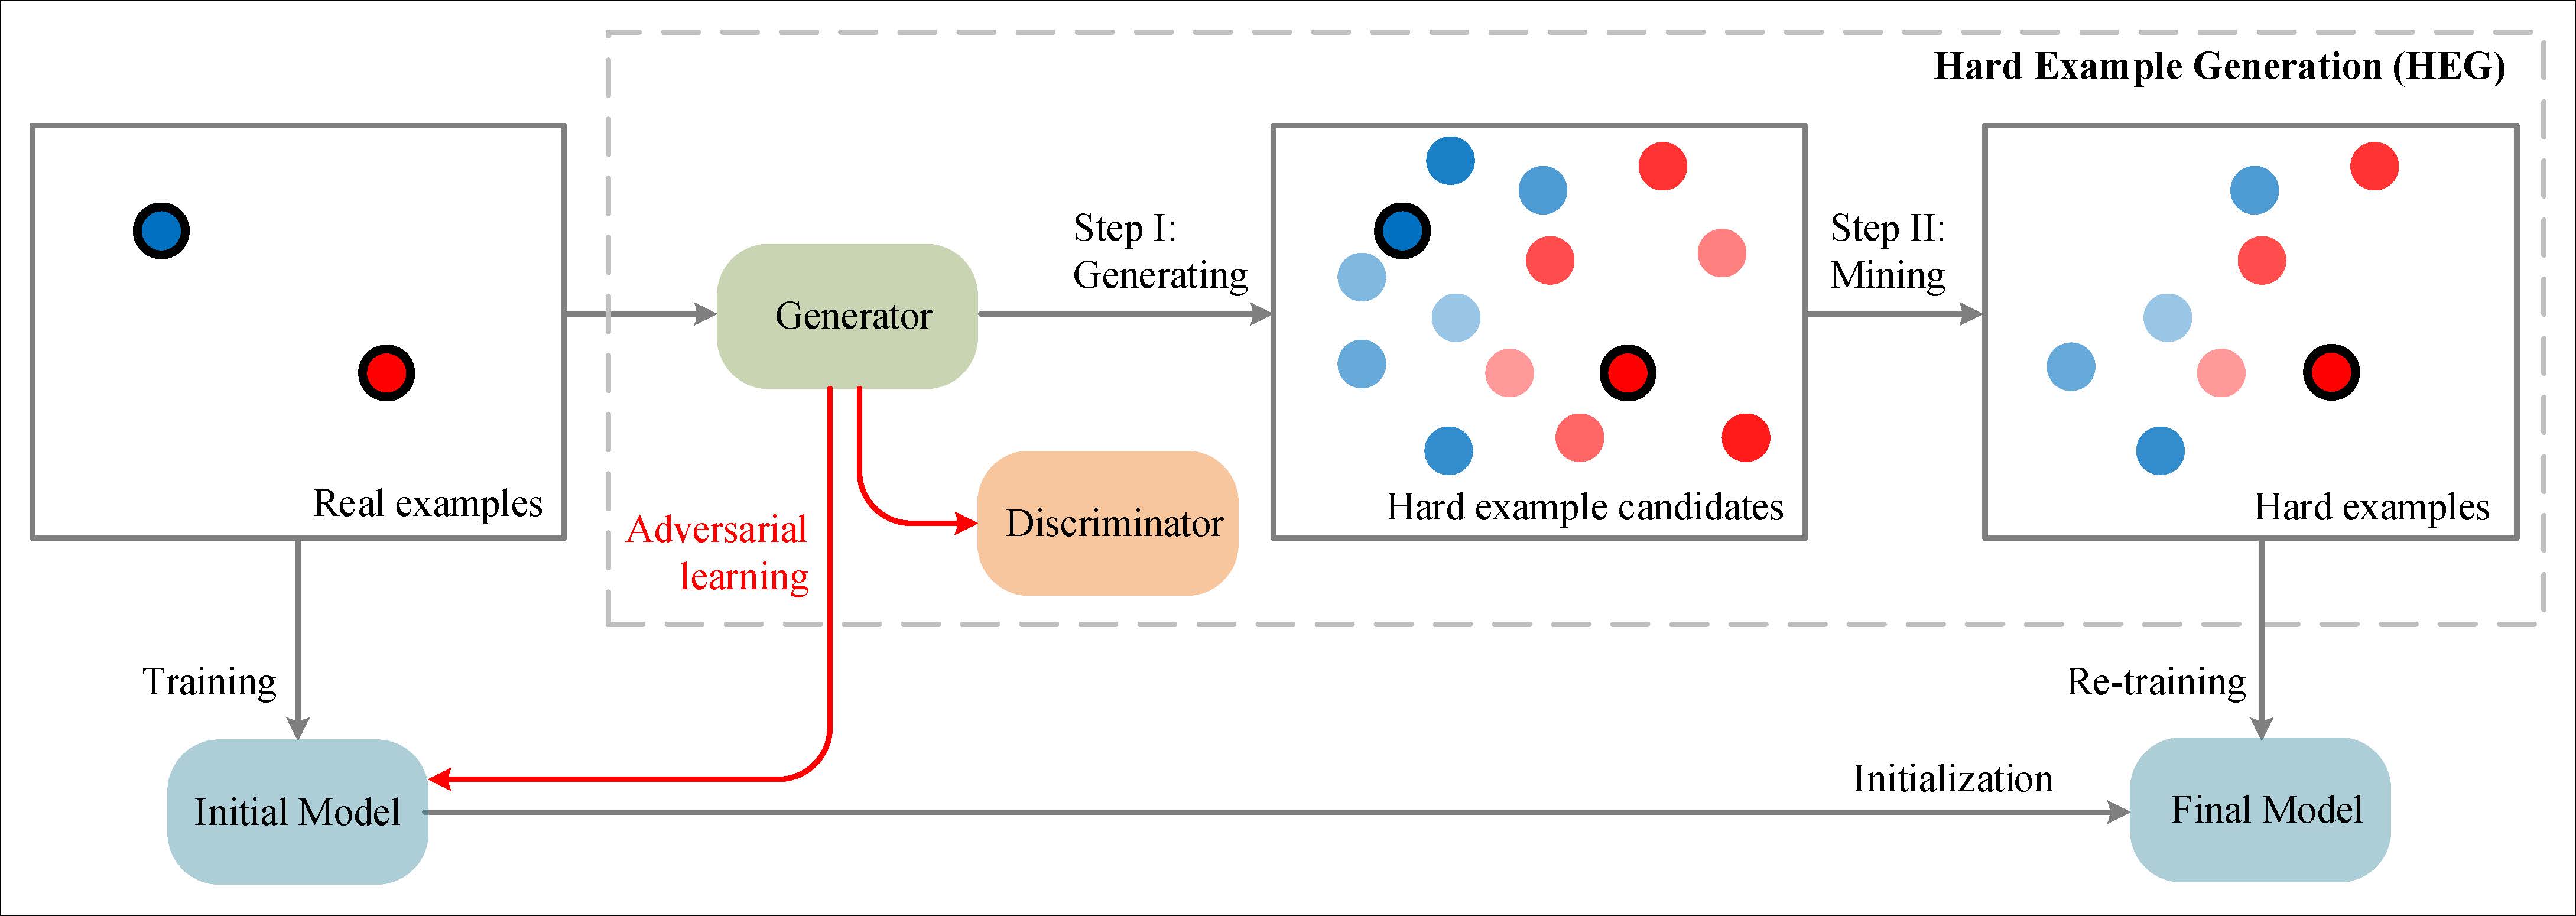 Hard Example Generation (HEG)
Real examples
Generator
Step I:
Generating
Hard example candidates
Step II:
Mining
Hard examples
Adversarial
learning
Discriminator
Training
Re-training
Initial Model
Initialization
Final Model